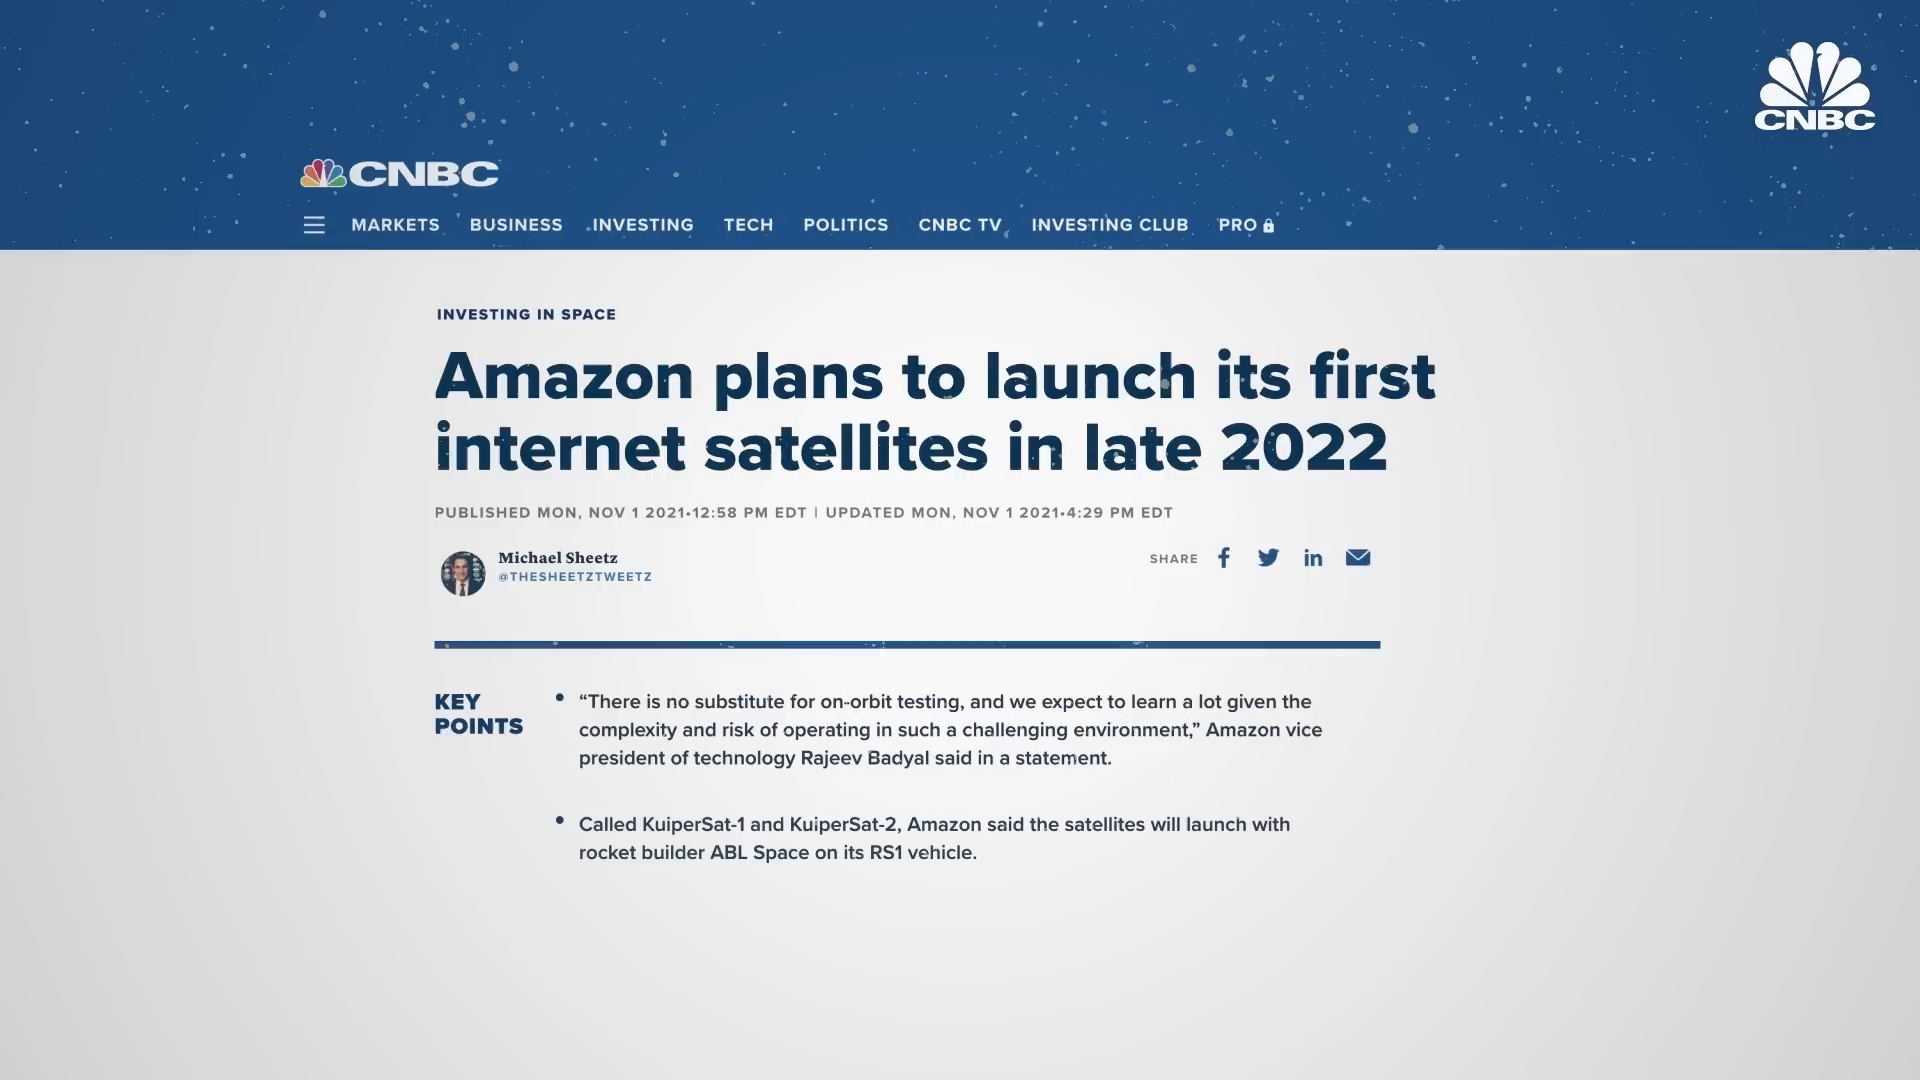 CNBC
CNBC
MARKETS BUSINESS INVESTING TECH POLITICS CNBC TV INVESTING CLUB PRO
INVESTING IN SPACE
Amazon plans to launch its first
internet satellites in late 2022
PUBLISHED MON, NOV 1 2021•12:58 PM EDT | UPDATED MON, NOV 1 2021•4:29 PM EDT
Michael Sheetz
@THESHEETZTWEETZ
SHARE f in
KEY
POINTS
• “There is no substitute for on-orbit testing, and we expect to learn a lot given the
complexity and risk of operating in such a challenging environment,” Amazon vice
president of technology Rajeev Badyal said in a statement.
• Called KuiperSat-1 and KuiperSat-2, Amazon said the satellites will launch with
rocket builder ABL Space on its RS1 vehicle.